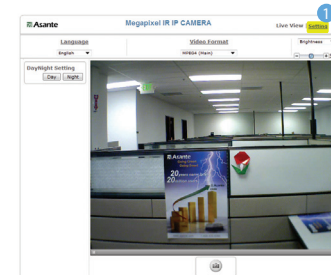 Asante
Megapixel IR IP CAMERA
Live View
Setting
1
Language
Video Format
Brightness
English
MPEG4 (Main)
Day/Night Setting
Day
Night
Asante
20
20